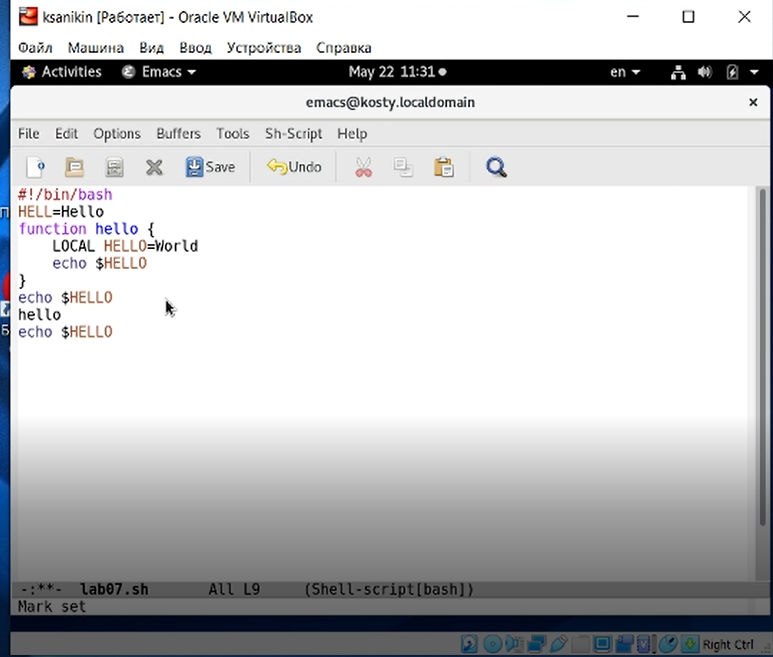 ksanikin [Работает] - Oracle VM VirtualBox
Файл Машина Вид Ввод Устройства Справка
Activities Emacs May 22 11:31 en
emacs@kosty.localdomain
File Edit Options Buffers Tools Sh-Script Help
Save Undo
#!/bin/bash
HELL=Hello
function hello {
    LOCAL HELLO=World
    echo $HELLO
}
echo $HELLO
hello
echo $HELLO
-:**- lab07.sh All L9 (Shell-script[bash])
Mark set
Right Ctrl